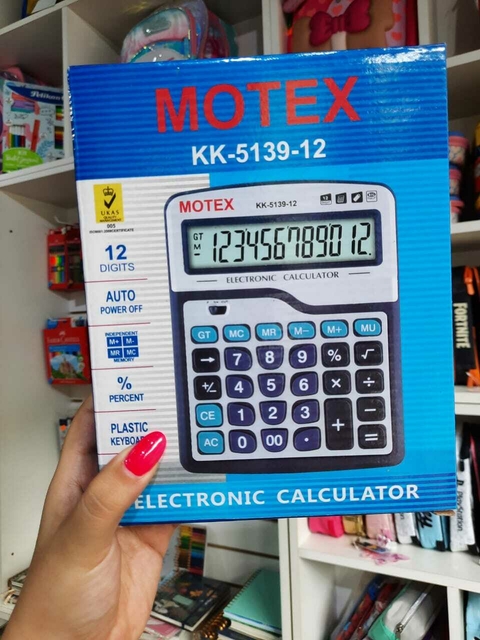 MOTEX
KK-5139-12
UKAS
005
12
DIGITS
AUTO
POWER OFF
INDEPENDENT
M+ M-
MR MC
MEMORY
%
PERCENT
PLASTIC
MOTEX KK-5139-12
GT
M
-
123456789012.
ELECTRONIC CALCULATOR
GT MC MR M- M+ MU
→ 7 8 9 % √
+/- 4 5 6 × ÷
CE 1 2 3 + -
AC 0 00 · =
ELECTRONIC CALCULATOR
Pelikan
FORTNITE